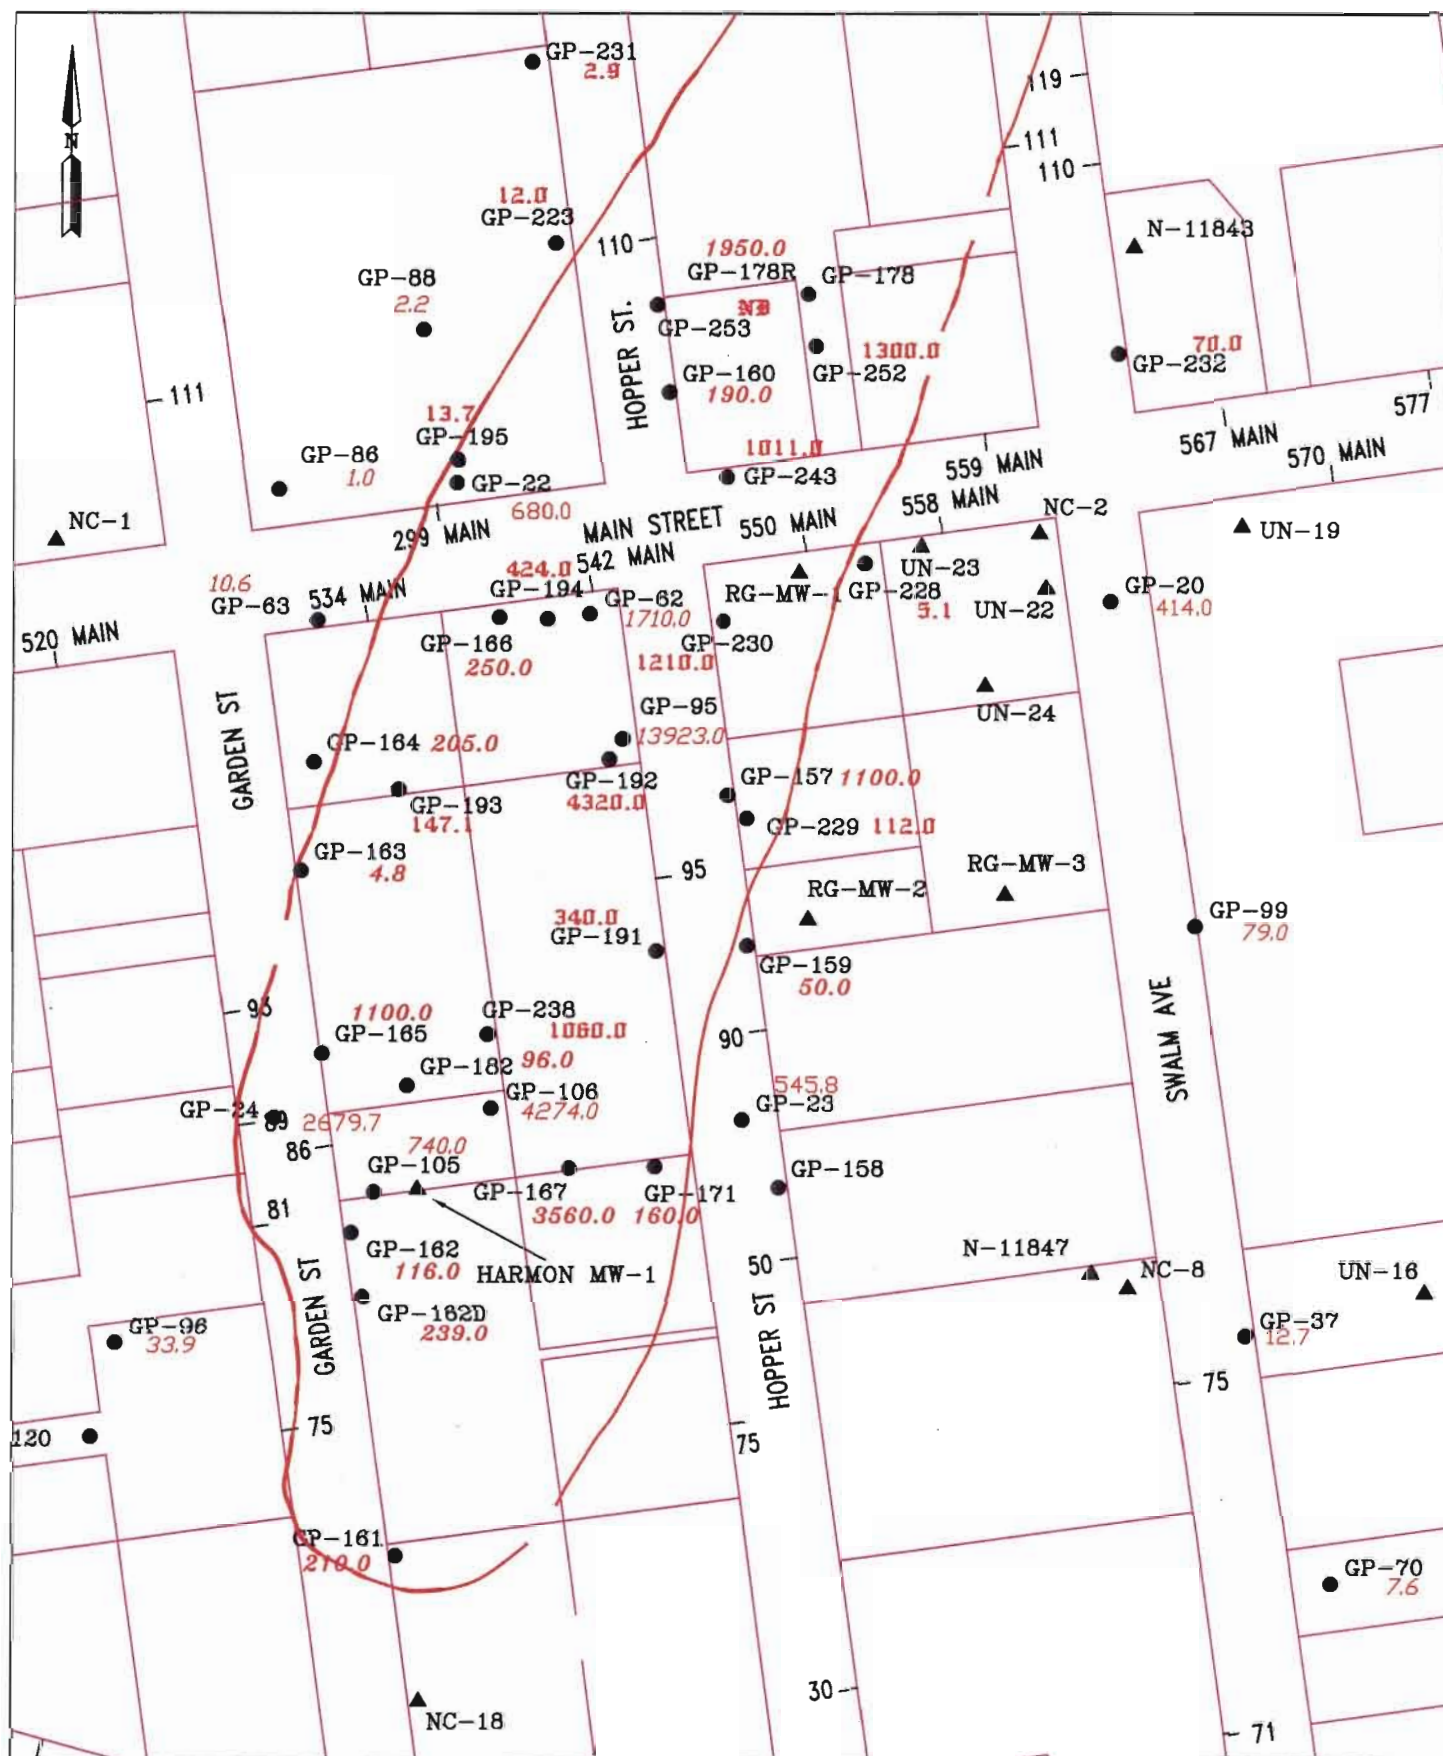 GP-231
2.9
N
119
111
110
12.0
GP-223
110
N-11843
1950.0
GP-178R
GP-178
GP-88
2.2
ND
GP-253
HOPPER ST.
1300.0
GP-252
70.0
GP-232
GP-160
190.0
111
577
13.7
GP-195
567 MAIN
GP-86
1.0
GP-22
680.0
1011.0
GP-243
559 MAIN
570 MAIN
558 MAIN
NC-1
299 MAIN
MAIN STREET
550 MAIN
NC-2
UN-19
424.0
542 MAIN
UN-23
10.6
GP-63
534 MAIN
GP-194
GP-62
1710.0
RG-MW-1
GP-228
5.1
UN-22
GP-20
414.0
520 MAIN
GP-166
250.0
1210.0
GP-230
GARDEN ST
GP-95
13923.0
UN-24
GP-164
205.0
GP-192
4320.0
GP-157
1100.0
GP-193
147.1
GP-229
112.0
GP-163
4.8
95
RG-MW-2
RG-MW-3
340.0
GP-191
GP-99
79.0
GP-159
50.0
93
1100.0
GP-165
GP-238
1060.0
90
SWALM AVE
96.0
GP-182
GP-106
4274.0
545.8
GP-23
GP-24
89
2679.7
86
740.0
GP-105
GP-167
3560.0
GP-171
160.0
GP-158
81
GP-162
116.0
HARMON MW-1
50
N-11847
NC-8
UN-16
GARDEN ST
GP-162D
239.0
GP-96
33.9
HOPPER ST
GP-37
12.7
75
75
75
120
GP-161
210.0
GP-70
7.6
30
NC-18
71